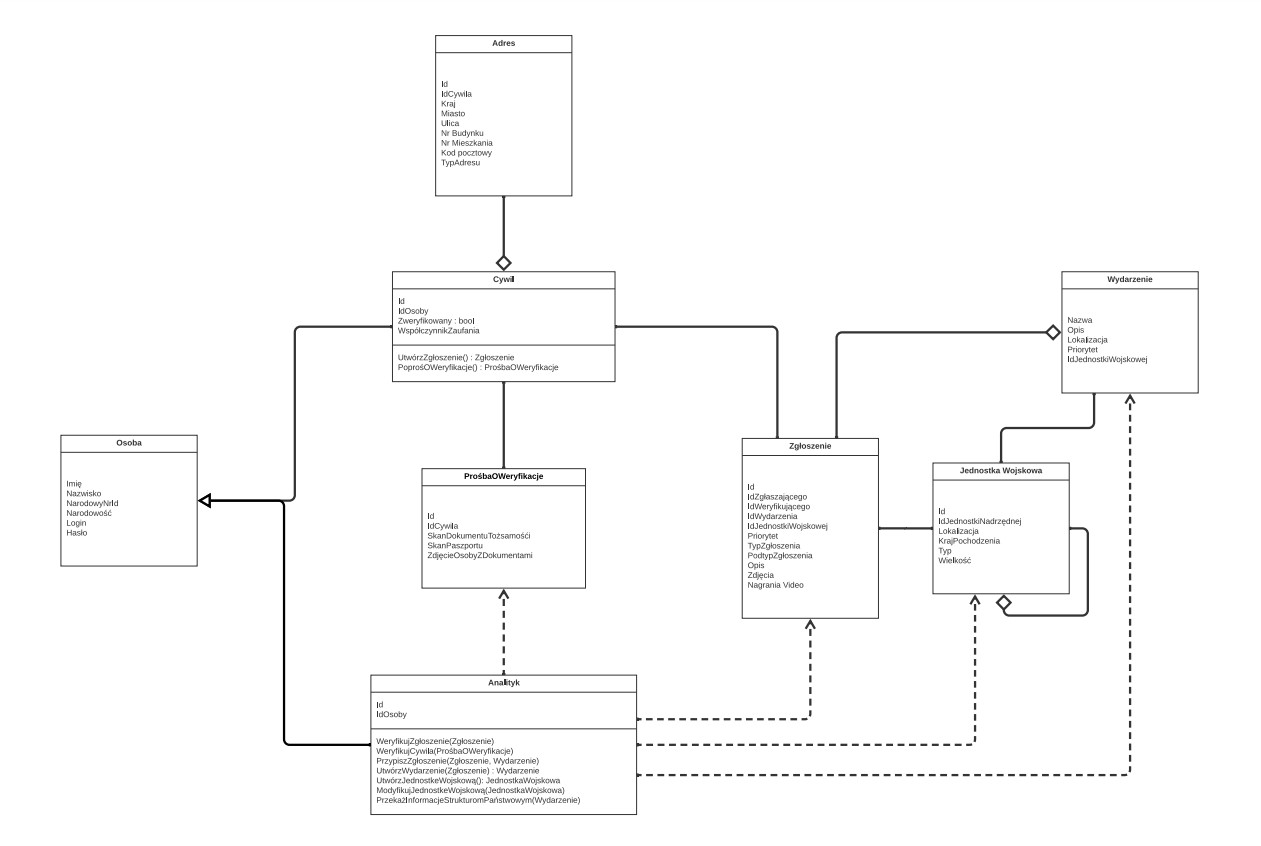 Adres
Id
IdCywila
Kraj
Miasto
Ulica
Nr Budynku
Nr Mieszkania
Kod pocztowy
TypAdresu
Cywil
Id
IdOsoby
Zweryfikowany : bool
WspółczynnikZaufania
UtwórzZgłoszenie() : Zgłoszenie
PoprośOWeryfikacje() : ProśbaOWeryfikacje
Wydarzenie
Nazwa
Opis
Lokalizacja
Priorytet
IdJednostkiWojskowej
Osoba
Imię
Nazwisko
NarodowyNrId
Narodowość
Login
Hasło
ProśbaOWeryfikacje
Id
IdCywila
SkanDokumentuTożsamośći
SkanPaszportu
ZdjęcieOsobyZDokumentami
Zgłoszenie
Id
IdZgłaszającego
IdWeryfikującego
IdWydarzenia
IdJednostkiWojskowej
Priorytet
TypZgłoszenia
PodtypZgłoszenia
Opis
Zdjęcia
Nagrania Video
Jednostka Wojskowa
Id
IdJednostkiNadrzędnej
Lokalizacja
KrajPochodzenia
Typ
Wielkość
Analityk
Id
IdOsoby
WeryfikujZgłoszenie(Zgłoszenie)
WeryfikujCywila(ProśbaOWeryfikacje)
PrzypiszZgłoszenie(Zgłoszenie, Wydarzenie)
UtwórzWydarzenie(Zgłoszenie) : Wydarzenie
UtwórzJednostkeWojskową(): JednostkaWojskowa
ModyfikujJednostkeWojskową(JednostkaWojskowa)
PrzekażInformacjeStrukturomPaństwowym(Wydarzenie)